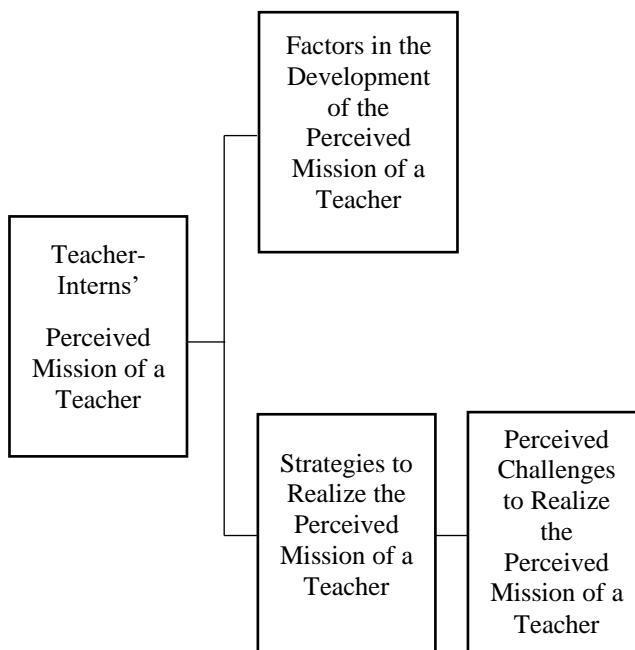 Factors in the
Development
of the
Perceived
Mission of a
Teacher
Teacher-
Interns’
Perceived
Mission of a
Teacher
Strategies to
Realize the
Perceived
Mission of a
Teacher
Perceived
Challenges
to Realize
the
Perceived
Mission of a
Teacher